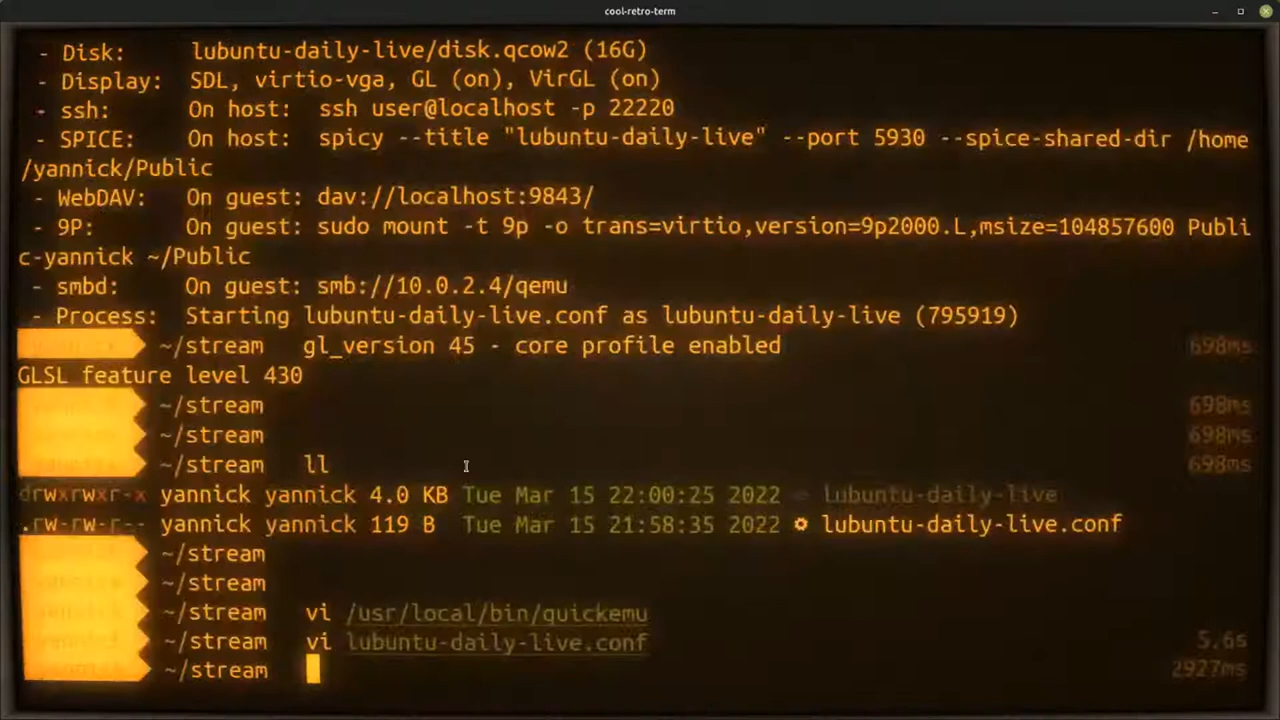 cool-retro-term
- Disk: lubuntu-daily-live/disk.qcow2 (16G)
- Display: SDL, virtio-vga, GL (on), VirGL (on)
- ssh: On host: ssh user@localhost -p 22220
- SPICE: On host: spicy --title "lubuntu-daily-live" --port 5930 --spice-shared-dir /home
/yannick/Public
- WebDAV: On guest: dav://localhost:9843/
- 9P: On guest: sudo mount -t 9p -o trans=virtio,version=9p2000.L,msize=104857600 Publi
c-yannick ~/Public
- smbd: On guest: smb://10.0.2.4/qemu
- Process: Starting lubuntu-daily-live.conf as lubuntu-daily-live (795919)
~/stream gl_version 45 - core profile enabled 698ms
GLSL feature level 430
~/stream 698ms
~/stream 698ms
~/stream ll 698ms
drwxrwxr-x yannick yannick 4.0 KB Tue Mar 15 22:00:25 2022 lubuntu-daily-live
.rw-rw-r-- yannick yannick 119 B Tue Mar 15 21:58:35 2022 lubuntu-daily-live.conf
~/stream
~/stream
~/stream vi /usr/local/bin/quickemu
~/stream vi lubuntu-daily-live.conf 5.6s
~/stream 2927ms